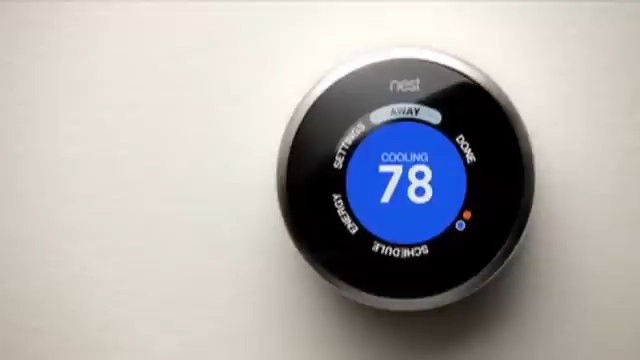 nest
AWAY
SETTINGS
DONE
COOLING
78
ENERGY
SCHEDULE